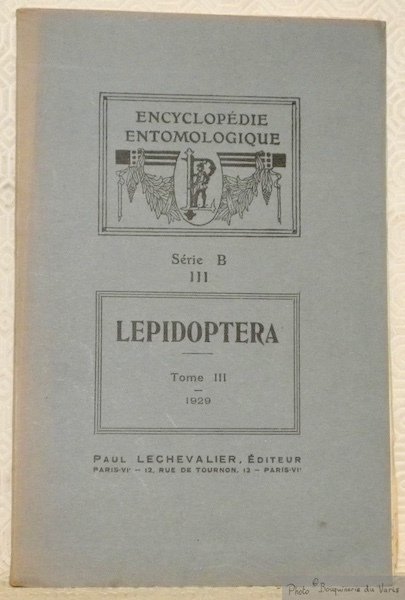 ENCYCLOPÉDIE
ENTOMOLOGIQUE
Série B
III
LEPIDOPTERA
Tome III
1929
PAUL LECHEVALIER, ÉDITEUR
PARIS-VIᵉ — 12, RUE DE TOURNON, 12 — PARIS-VIᵉ
Photo © Bouquinerie du Varis